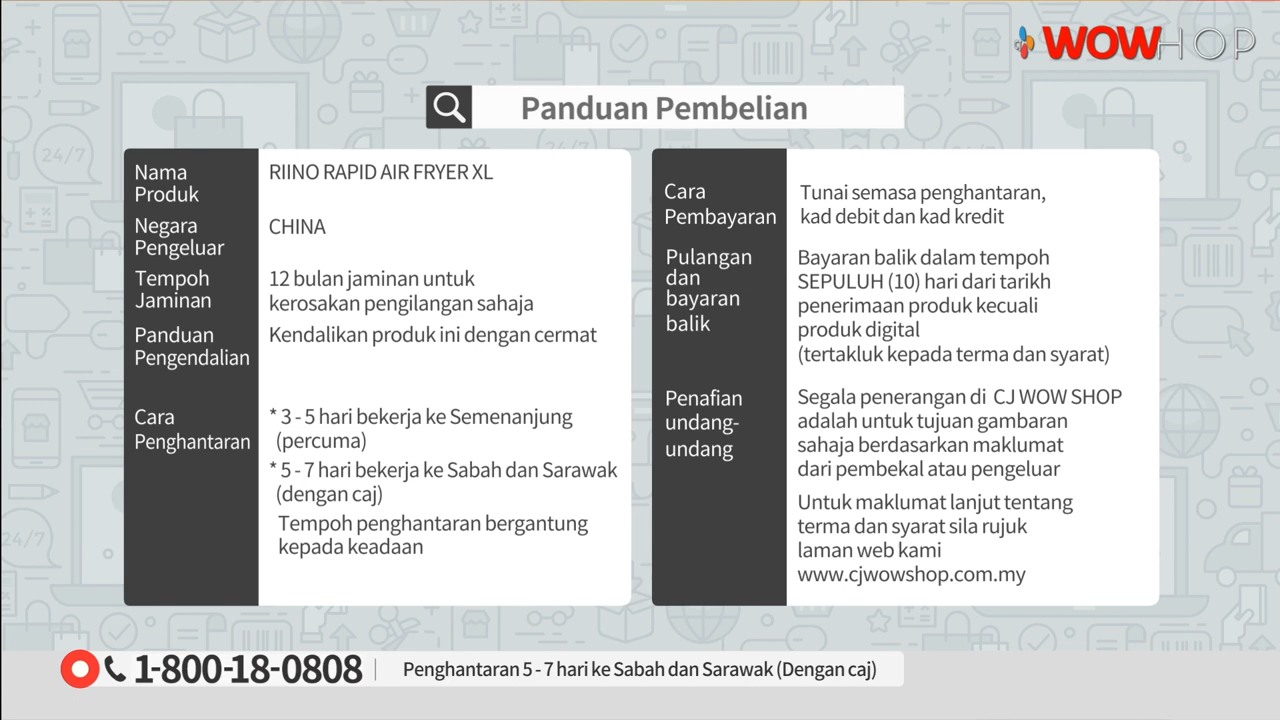 WOWHOP
Panduan Pembelian
Nama
Produk
RIINO RAPID AIR FRYER XL
Negara
Pengeluar
CHINA
Tempoh
Jaminan
12 bulan jaminan untuk
kerosakan pengilangan sahaja
Panduan
Pengendalian
Kendalikan produk ini dengan cermat
Cara
Penghantaran
* 3 - 5 hari bekerja ke Semenanjung
(percuma)
* 5 - 7 hari bekerja ke Sabah dan Sarawak
(dengan caj)
Tempoh penghantaran bergantung
kepada keadaan
Cara
Pembayaran
Tunai semasa penghantaran,
kad debit dan kad kredit
Pulangan
dan
bayaran
balik
Bayaran balik dalam tempoh
SEPULUH (10) hari dari tarikh
penerimaan produk kecuali
produk digital
(tertakluk kepada terma dan syarat)
Penafian
undang-
undang
Segala penerangan di CJ WOW SHOP
adalah untuk tujuan gambaran
sahaja berdasarkan maklumat
dari pembekal atau pengeluar
Untuk maklumat lanjut tentang
terma dan syarat sila rujuk
laman web kami
www.cjwowshop.com.my
24/7
24/7
1-800-18-0808
Penghantaran 5 - 7 hari ke Sabah dan Sarawak (Dengan caj)